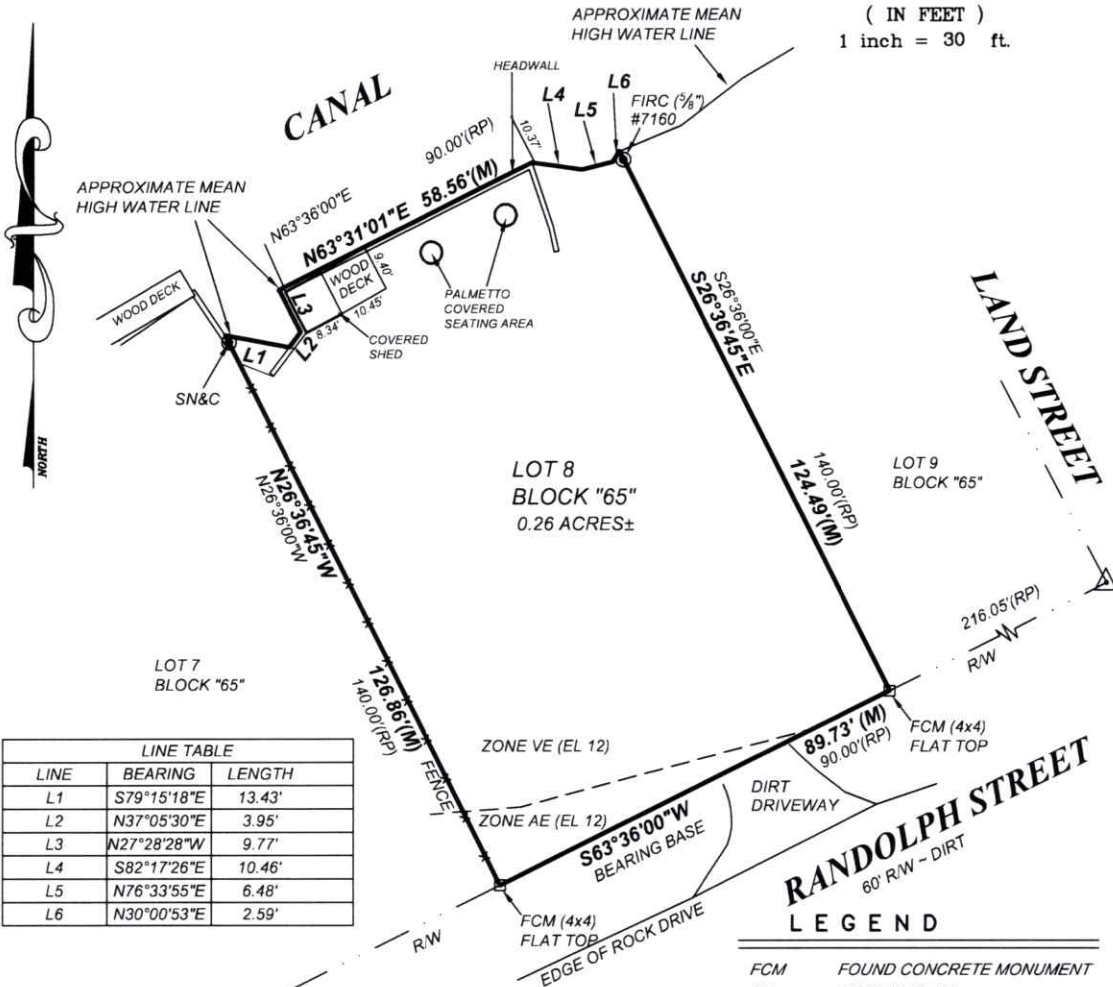 APPROXIMATE MEAN
HIGH WATER LINE
( IN FEET )
1 inch = 30 ft.
HEADWALL
L4
L5
L6
FIRC (⅝")
#7160
CANAL
90.00'(RP)
10.37'
APPROXIMATE MEAN
HIGH WATER LINE
N63°36'00"E
N63°31'01"E 58.56'(M)
WOOD DECK
WOOD
DECK
9.40'
L3
L2
8.34'
10.45'
L1
PALMETTO
COVERED
SEATING AREA
COVERED
SHED
SN&C
S26°36'00"E
S26°36'45"E
LAND STREET
NORTH
LOT 8
BLOCK "65"
0.26 ACRES±
LOT 9
BLOCK "65"
140.00'(RP)
124.49'(M)
N26°36'45"W
N26°36'00"W
216.05'(RP)
R/W
LOT 7
BLOCK "65"
126.86'(M)
140.00'(RP)
FENCE
ZONE VE (EL 12)
ZONE AE (EL 12)
89.73' (M)
90.00'(RP)
FCM (4x4)
FLAT TOP
DIRT
DRIVEWAY
S63°36'00"W
BEARING BASE
RANDOLPH STREET
60' R/W ~ DIRT
LINE TABLE
LINE BEARING LENGTH
L1 S79°15'18"E 13.43'
L2 N37°05'30"E 3.95'
L3 N27°28'28"W 9.77'
L4 S82°17'26"E 10.46'
L5 N76°33'55"E 6.48'
L6 N30°00'53"E 2.59'
R/W
FCM (4x4)
FLAT TOP
EDGE OF ROCK DRIVE
LEGEND
FCM FOUND CONCRETE MONUMENT